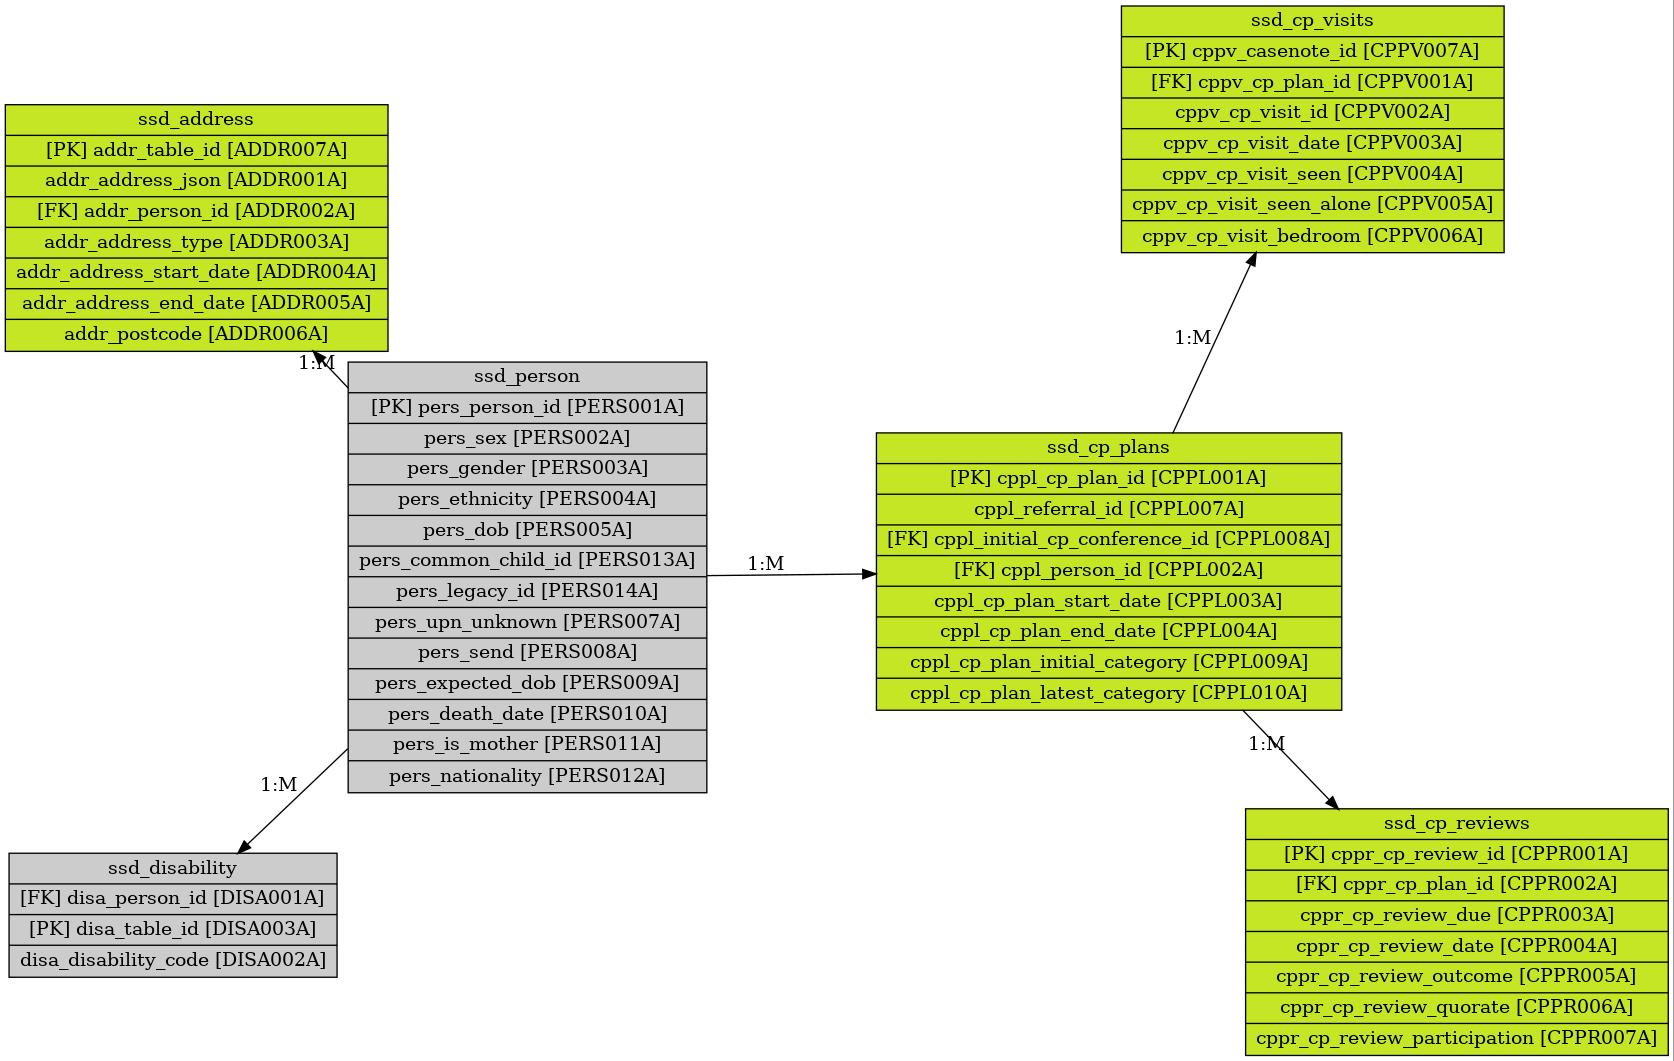 ssd_cp_visits
[PK] cppv_casenote_id [CPPV007A]
[FK] cppv_cp_plan_id [CPPV001A]
cppv_cp_visit_id [CPPV002A]
cppv_cp_visit_date [CPPV003A]
cppv_cp_visit_seen [CPPV004A]
cppv_cp_visit_seen_alone [CPPV005A]
cppv_cp_visit_bedroom [CPPV006A]
ssd_address
[PK] addr_table_id [ADDR007A]
addr_address_json [ADDR001A]
[FK] addr_person_id [ADDR002A]
addr_address_type [ADDR003A]
addr_address_start_date [ADDR004A]
addr_address_end_date [ADDR005A]
addr_postcode [ADDR006A]
1:M
1:M
ssd_person
[PK] pers_person_id [PERS001A]
pers_sex [PERS002A]
pers_gender [PERS003A]
pers_ethnicity [PERS004A]
pers_dob [PERS005A]
pers_common_child_id [PERS013A]
pers_legacy_id [PERS014A]
pers_upn_unknown [PERS007A]
pers_send [PERS008A]
pers_expected_dob [PERS009A]
pers_death_date [PERS010A]
pers_is_mother [PERS011A]
pers_nationality [PERS012A]
1:M
ssd_cp_plans
[PK] cppl_cp_plan_id [CPPL001A]
cppl_referral_id [CPPL007A]
[FK] cppl_initial_cp_conference_id [CPPL008A]
[FK] cppl_person_id [CPPL002A]
cppl_cp_plan_start_date [CPPL003A]
cppl_cp_plan_end_date [CPPL004A]
cppl_cp_plan_initial_category [CPPL009A]
cppl_cp_plan_latest_category [CPPL010A]
1:M
1:M
ssd_disability
[FK] disa_person_id [DISA001A]
[PK] disa_table_id [DISA003A]
disa_disability_code [DISA002A]
ssd_cp_reviews
[PK] cppr_cp_review_id [CPPR001A]
[FK] cppr_cp_plan_id [CPPR002A]
cppr_cp_review_due [CPPR003A]
cppr_cp_review_date [CPPR004A]
cppr_cp_review_outcome [CPPR005A]
cppr_cp_review_quorate [CPPR006A]
cppr_cp_review_participation [CPPR007A]